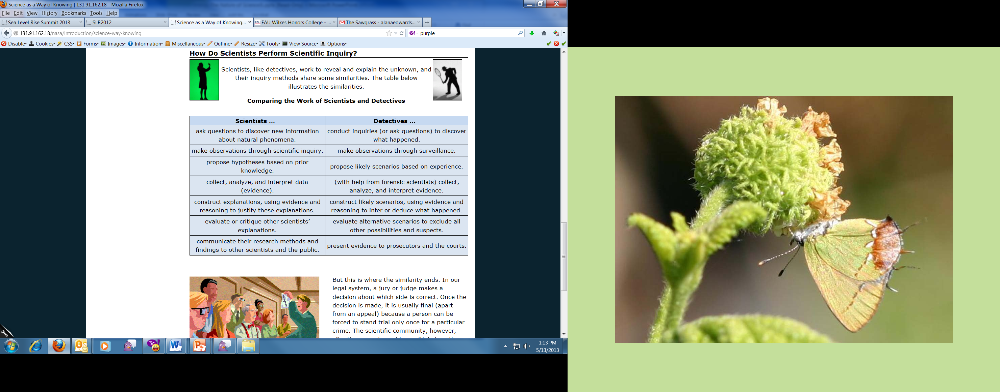 Science as a Way of Knowing | 131.91.162.18 - Mozilla Firefox
File Edit View History Bookmarks Tools Help
Sea Level Rise Summit 2013 SLR2012 Science as a Way of Knowing... FAU Wilkes Honors College - ... The Sawgrass - alanaedwards...
131.91.162.18/nasa/introduction/science-way-knowing purple
Disable Cookies CSS Forms Images Information Miscellaneous Outline Resize Tools View Source Options
How Do Scientists Perform Scientific Inquiry?
Scientists, like detectives, work to reveal and explain the unknown, and
their inquiry methods share some similarities. The table below
illustrates the similarities.
Comparing the Work of Scientists and Detectives
Scientists ... Detectives ...
ask questions to discover new information
about natural phenomena.
conduct inquiries (or ask questions) to discover
what happened.
make observations through scientific inquiry.
make observations through surveillance.
propose hypotheses based on prior
knowledge.
propose likely scenarios based on experience.
collect, analyze, and interpret data
(evidence).
(with help from forensic scientists) collect,
analyze, and interpret evidence.
construct explanations, using evidence and
reasoning to justify these explanations.
construct likely scenarios, using evidence and
reasoning to infer or deduce what happened.
evaluate or critique other scientists'
explanations.
evaluate alternative scenarios to exclude all
other possibilities and suspects.
communicate their research methods and
findings to other scientists and the public.
present evidence to prosecutors and the courts.
But this is where the similarity ends. In our
legal system, a jury or judge makes a
decision about which side is correct. Once the
decision is made, it is usually final (apart
from an appeal) because a person can be
forced to stand trial only once for a particular
crime. The scientific community, however,
1:13 PM
5/13/2013